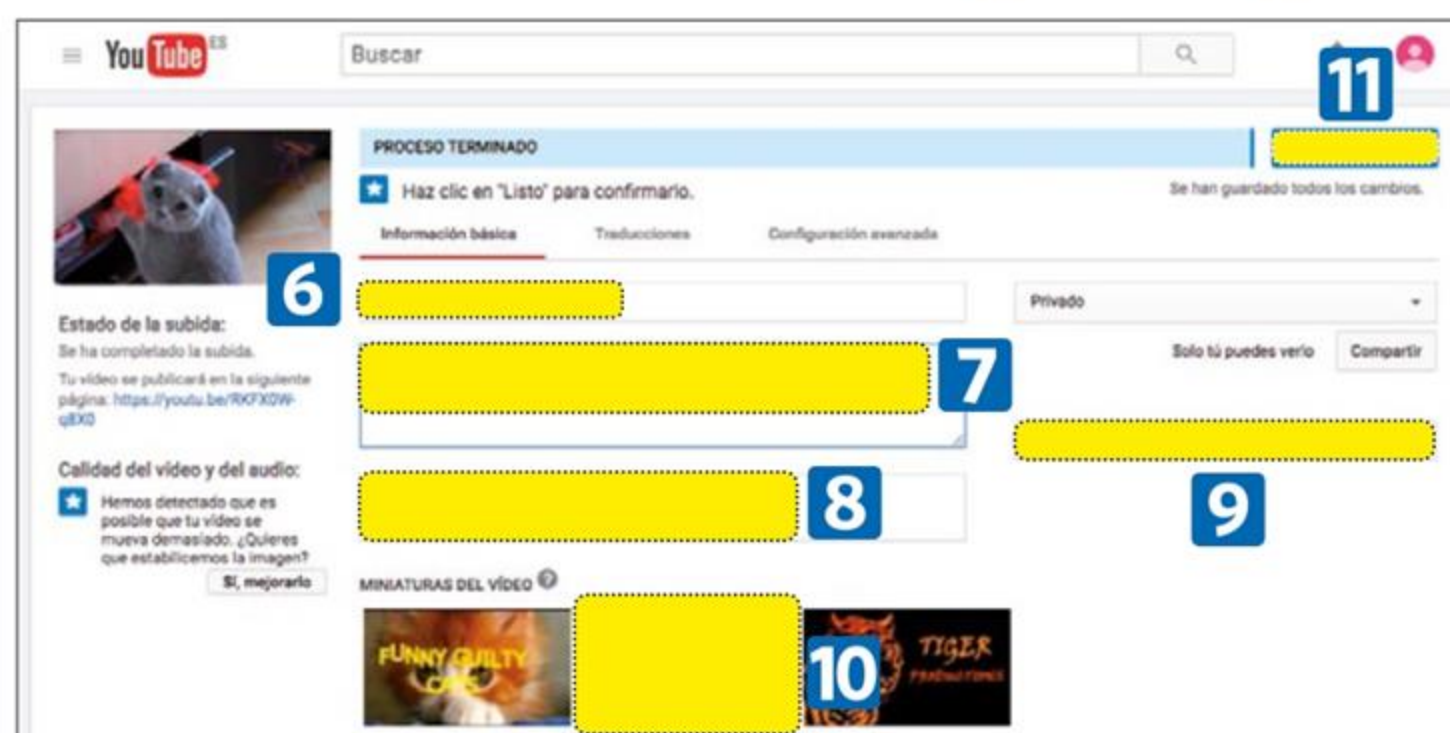 YouTube ES
Buscar
11
PROCESO TERMINADO
Haz clic en "Listo" para confirmarlo.
Se han guardado todos los cambios.
Información básica
Traducciones
Configuración avanzada
6
Privado
Estado de la subida:
Se ha completado la subida.
Tu vídeo se publicará en la siguiente
página: https://youtu.be/RKFX0W-
q8X0
7
Solo tú puedes verlo
Compartir
Calidad del vídeo y del audio:
Hemos detectado que es
posible que tu vídeo se
mueva demasiado. ¿Quieres
que estabilicemos la imagen?
Sí, mejorarlo
8
9
MINIATURAS DEL VÍDEO
FUNNY GUILTY
CATS
10
TIGER
PRODUCTIONS